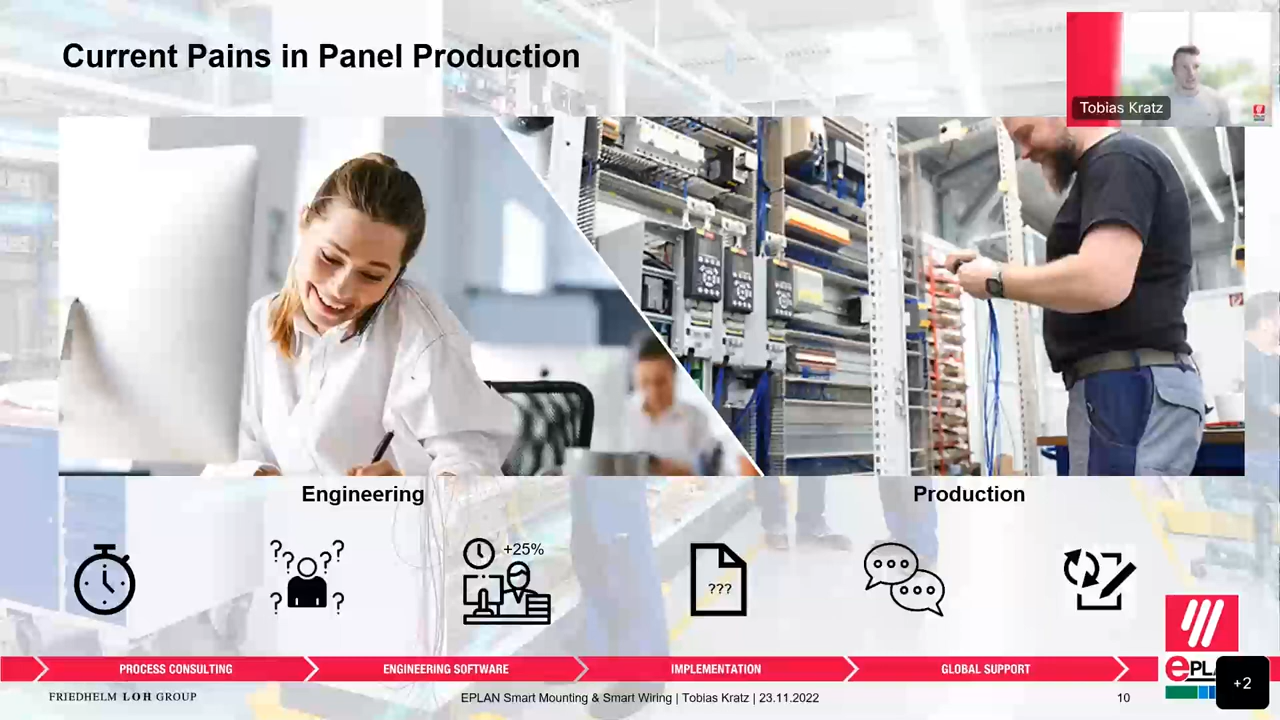 Current Pains in Panel Production
Tobias Kratz
Engineering
Production
? ? ? ?
? ?
+25%
???
PROCESS CONSULTING
ENGINEERING SOFTWARE
IMPLEMENTATION
GLOBAL SUPPORT
FRIEDHELM LOH GROUP
EPLAN Smart Mounting & Smart Wiring | Tobias Kratz | 23.11.2022
10
+2